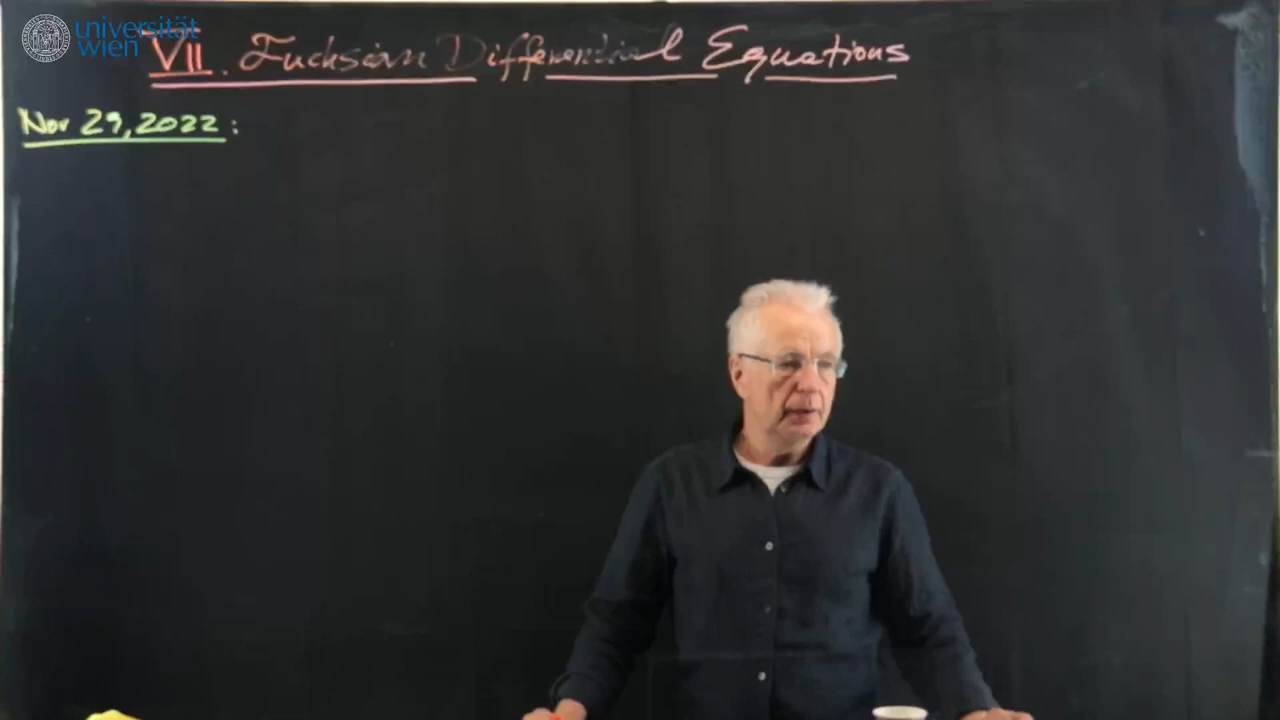 universität
wien
VII. Fuchsian Differential Equations
Nov 29, 2022: